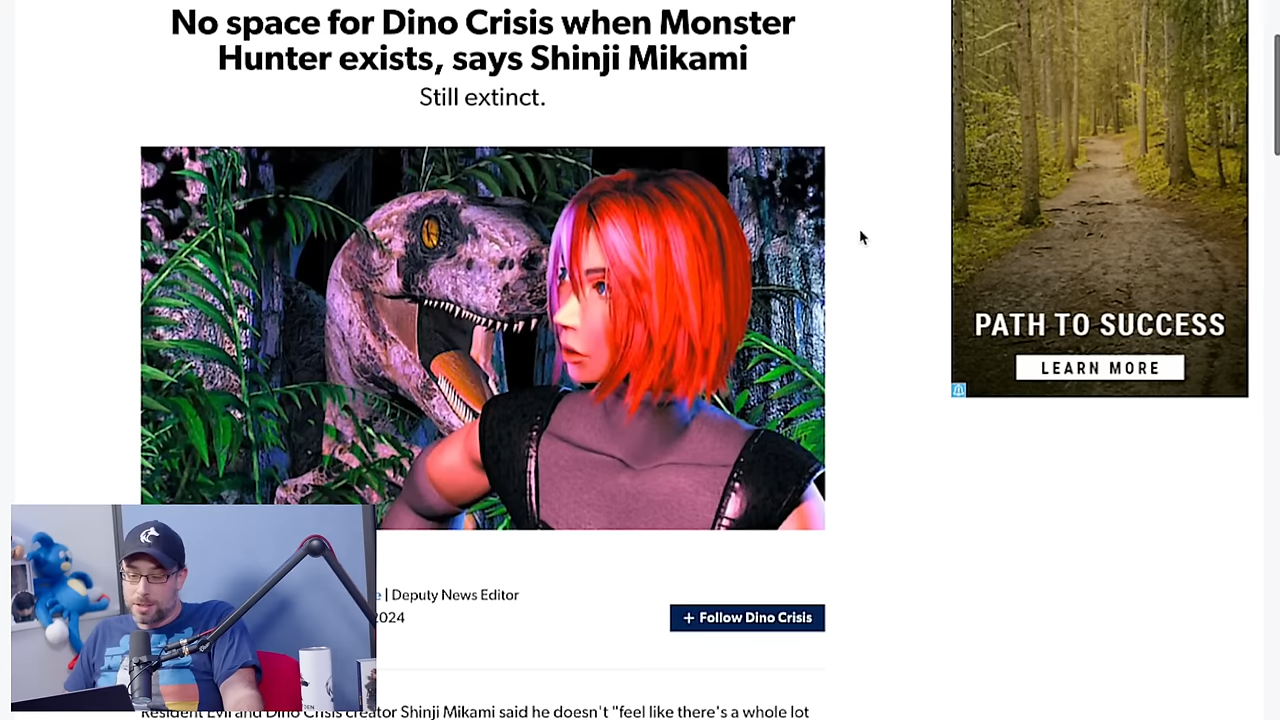 No space for Dino Crisis when Monster
Hunter exists, says Shinji Mikami
Still extinct.
PATH TO SUCCESS
LEARN MORE
| Deputy News Editor
2024
+ Follow Dino Crisis
Resident Evil and Dino Crisis creator Shinji Mikami said he doesn't "feel like there's a whole lot